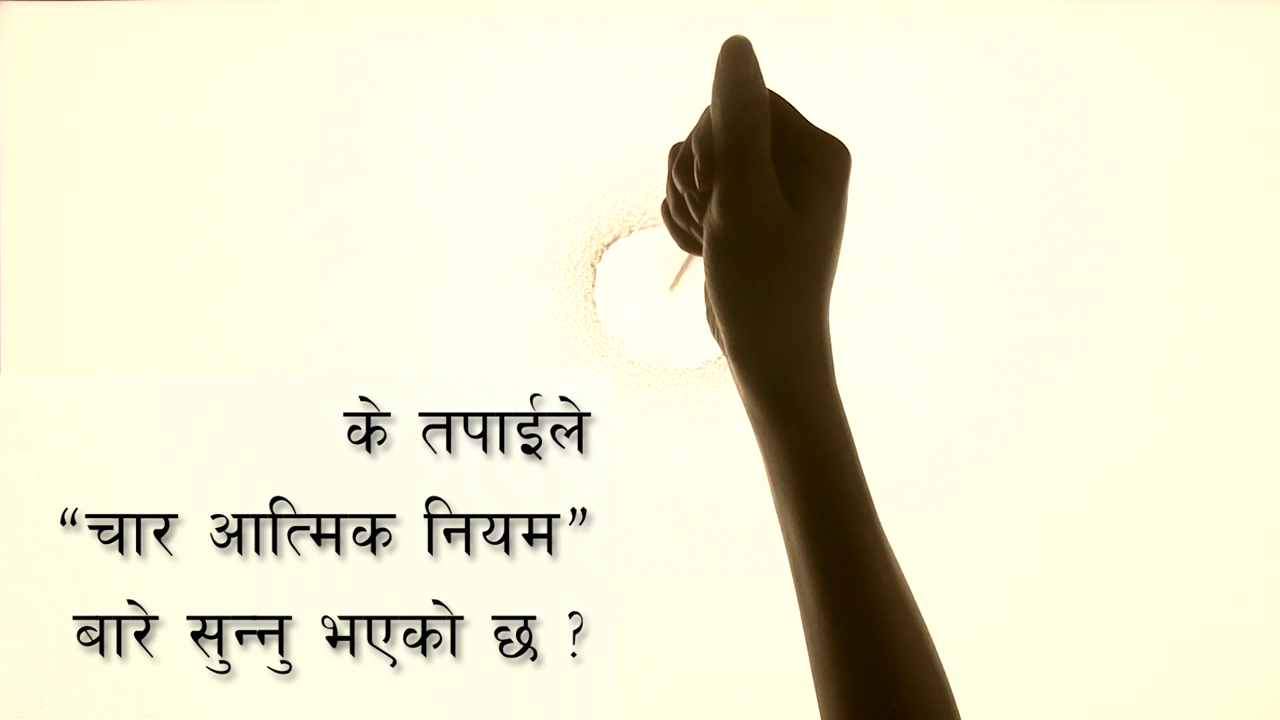 के तपाईले
“चार आत्मिक नियम”
बारे सुन्नु भएको छ ?